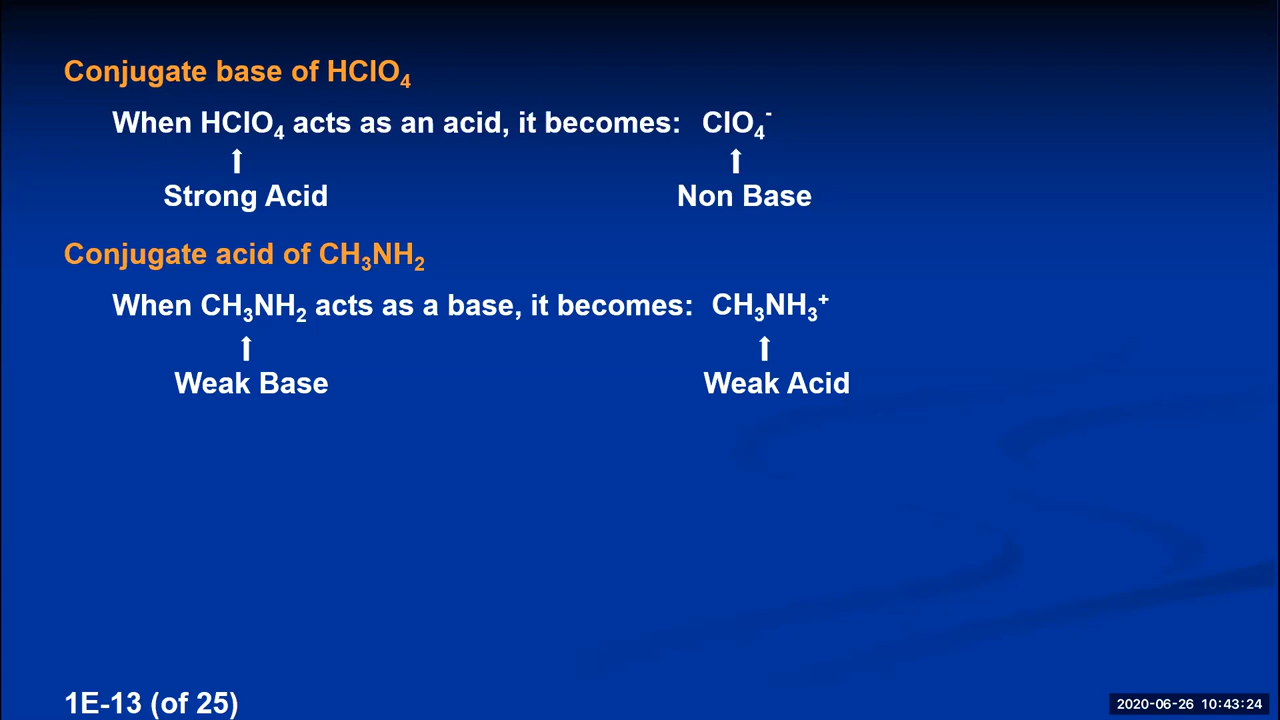 Conjugate base of HClO₄
When HClO₄ acts as an acid, it becomes: ClO₄⁻
Strong Acid Non Base
Conjugate acid of CH₃NH₂
When CH₃NH₂ acts as a base, it becomes: CH₃NH₃⁺
Weak Base Weak Acid
1E-13 (of 25)
2020-06-26 10:43:24